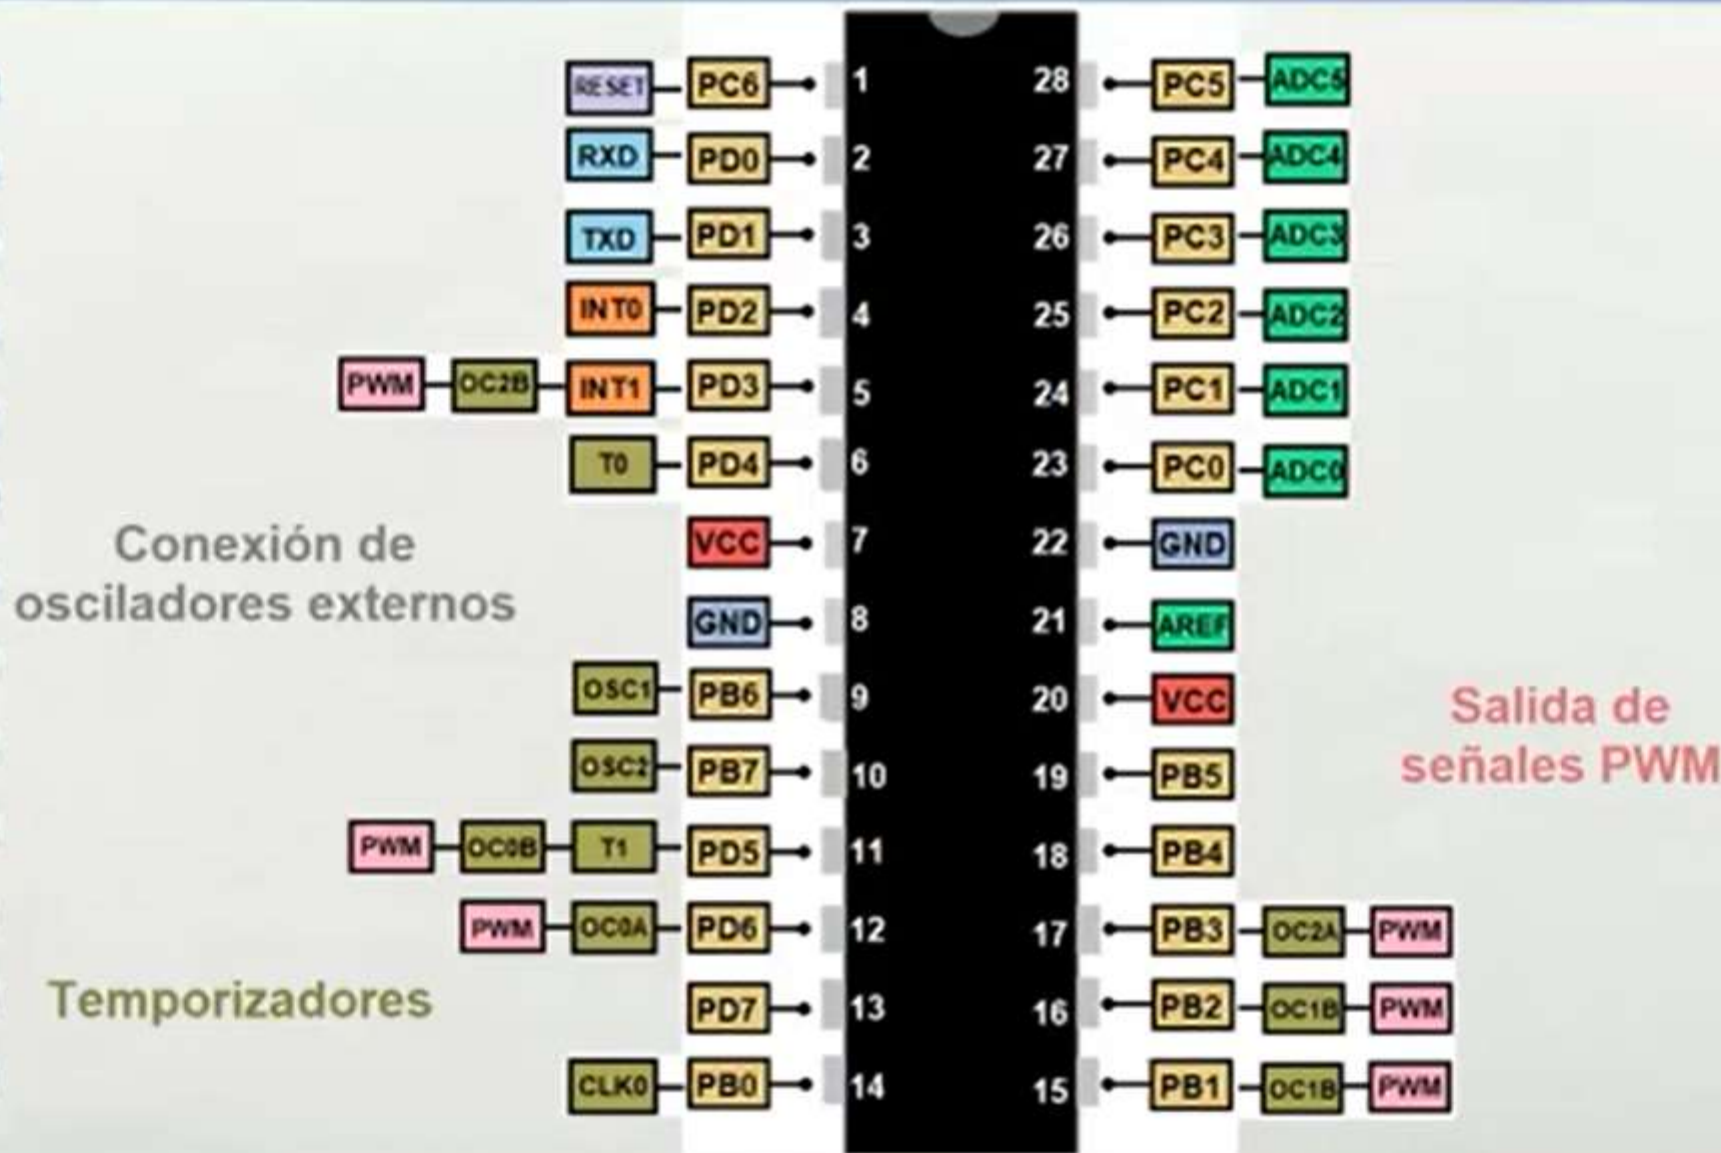 RESET PC6 1 28 PC5 ADC5
RXD PD0 2 27 PC4 ADC4
TXD PD1 3 26 PC3 ADC3
INT0 PD2 4 25 PC2 ADC2
PWM OC2B INT1 PD3 5 24 PC1 ADC1
T0 PD4 6 23 PC0 ADC0
Conexión de
osciladores externos
VCC 7 22 GND
GND 8 21 AREF
OSC1 PB6 9 20 VCC
Salida de
señales PWM
OSC2 PB7 10 19 PB5
PWM OC0B T1 PD5 11 18 PB4
PWM OC0A PD6 12 17 PB3 OC2A PWM
Temporizadores
PD7 13 16 PB2 OC1B PWM
CLK0 PB0 14 15 PB1 OC1B PWM